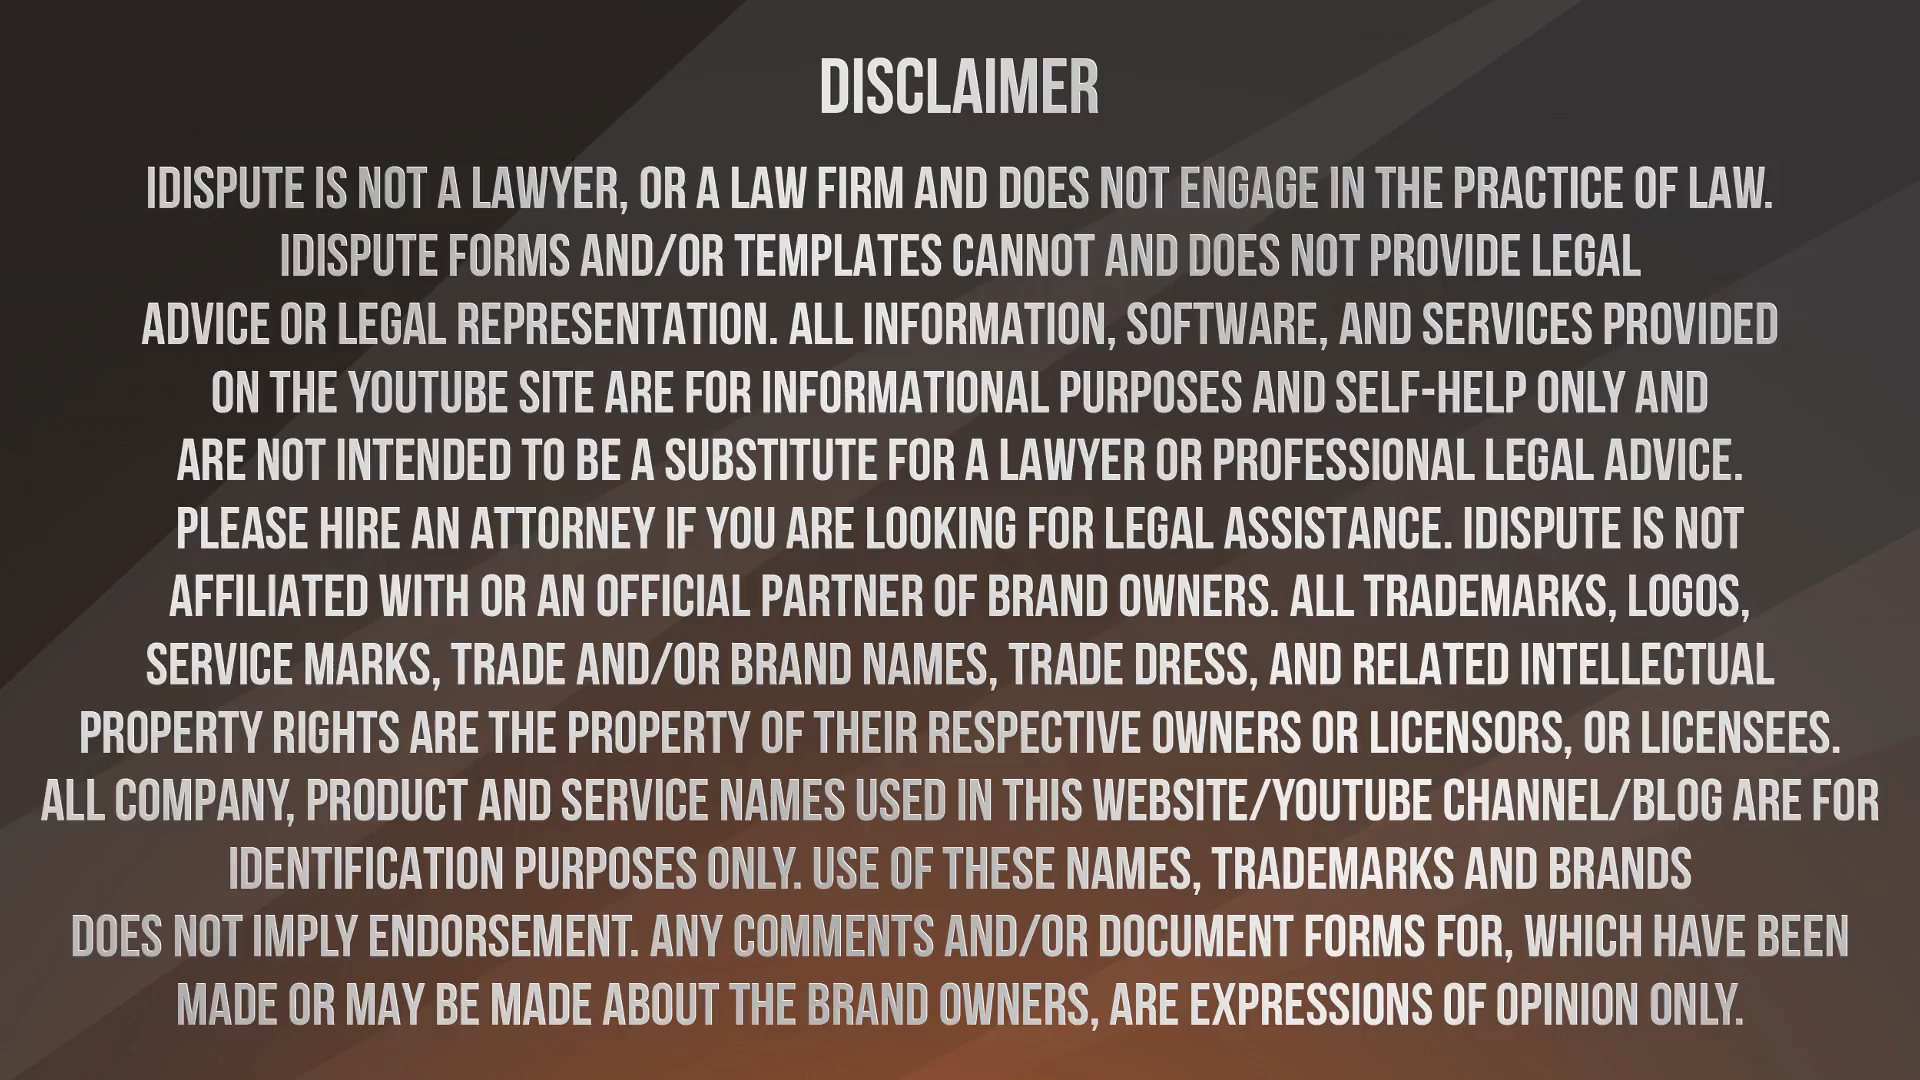 DISCLAIMER
IDISPUTE IS NOT A LAWYER, OR A LAW FIRM AND DOES NOT ENGAGE IN THE PRACTICE OF LAW.
IDISPUTE FORMS AND/OR TEMPLATES CANNOT AND DOES NOT PROVIDE LEGAL
ADVICE OR LEGAL REPRESENTATION. ALL INFORMATION, SOFTWARE, AND SERVICES PROVIDED
ON THE YOUTUBE SITE ARE FOR INFORMATIONAL PURPOSES AND SELF-HELP ONLY AND
ARE NOT INTENDED TO BE A SUBSTITUTE FOR A LAWYER OR PROFESSIONAL LEGAL ADVICE.
PLEASE HIRE AN ATTORNEY IF YOU ARE LOOKING FOR LEGAL ASSISTANCE. IDISPUTE IS NOT
AFFILIATED WITH OR AN OFFICIAL PARTNER OF BRAND OWNERS. ALL TRADEMARKS, LOGOS,
SERVICE MARKS, TRADE AND/OR BRAND NAMES, TRADE DRESS, AND RELATED INTELLECTUAL
PROPERTY RIGHTS ARE THE PROPERTY OF THEIR RESPECTIVE OWNERS OR LICENSORS, OR LICENSEES.
ALL COMPANY, PRODUCT AND SERVICE NAMES USED IN THIS WEBSITE/YOUTUBE CHANNEL/BLOG ARE FOR
IDENTIFICATION PURPOSES ONLY. USE OF THESE NAMES, TRADEMARKS AND BRANDS
DOES NOT IMPLY ENDORSEMENT. ANY COMMENTS AND/OR DOCUMENT FORMS FOR, WHICH HAVE BEEN
MADE OR MAY BE MADE ABOUT THE BRAND OWNERS, ARE EXPRESSIONS OF OPINION ONLY.